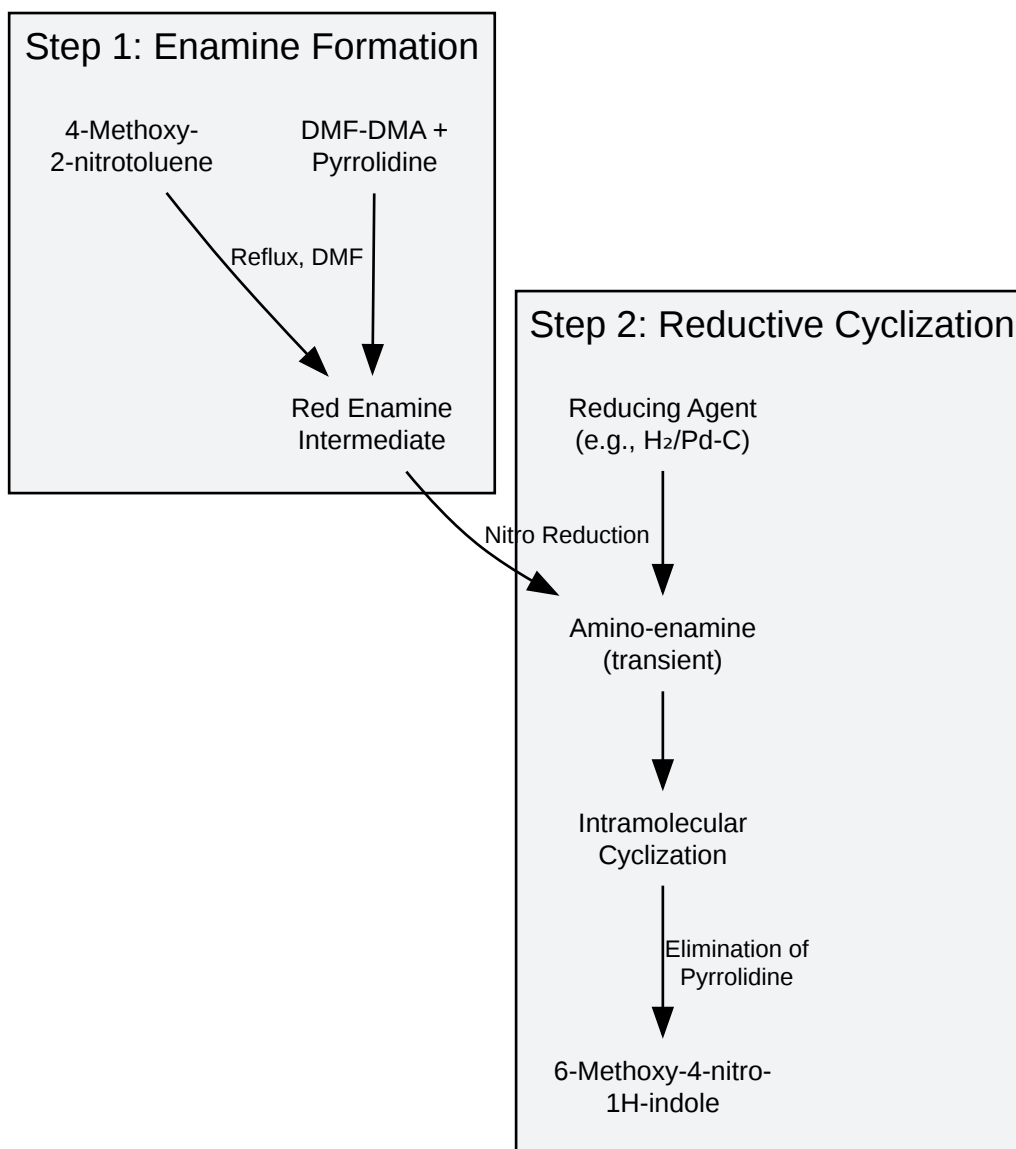 Step 1: Enamine Formation
4-Methoxy-
2-nitrotoluene
DMF-DMA +
Pyrrolidine
Reflux, DMF
Red Enamine
Intermediate
Step 2: Reductive Cyclization
Reducing Agent
(e.g., H₂/Pd-C)
Nitro Reduction
Amino-enamine
(transient)
Intramolecular
Cyclization
Elimination of
Pyrrolidine
6-Methoxy-4-nitro-
1H-indole